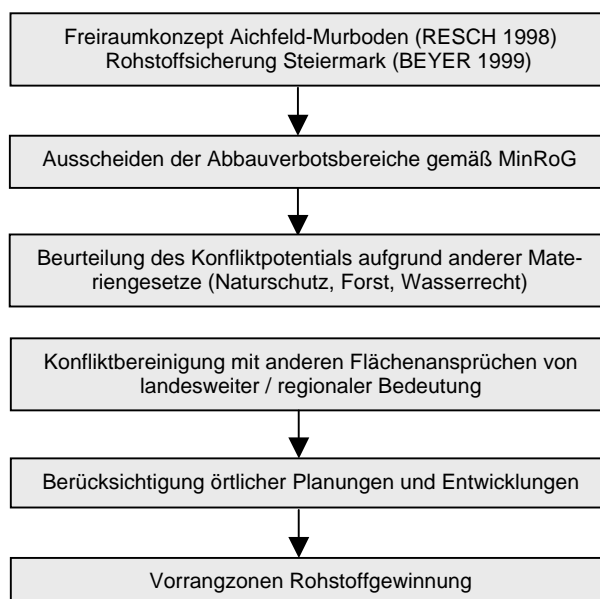 Freiraumkonzept Aichfeld-Murboden (RESCH 1998)
Rohstoffsicherung Steiermark (BEYER 1999)
Ausscheiden der Abbauverbotsbereiche gemäß MinRoG
Beurteilung des Konfliktpotentials aufgrund anderer Mate-
riengesetze (Naturschutz, Forst, Wasserrecht)
Konfliktbereinigung mit anderen Flächenansprüchen von
landesweiter / regionaler Bedeutung
Berücksichtigung örtlicher Planungen und Entwicklungen
Vorrangzonen Rohstoffgewinnung